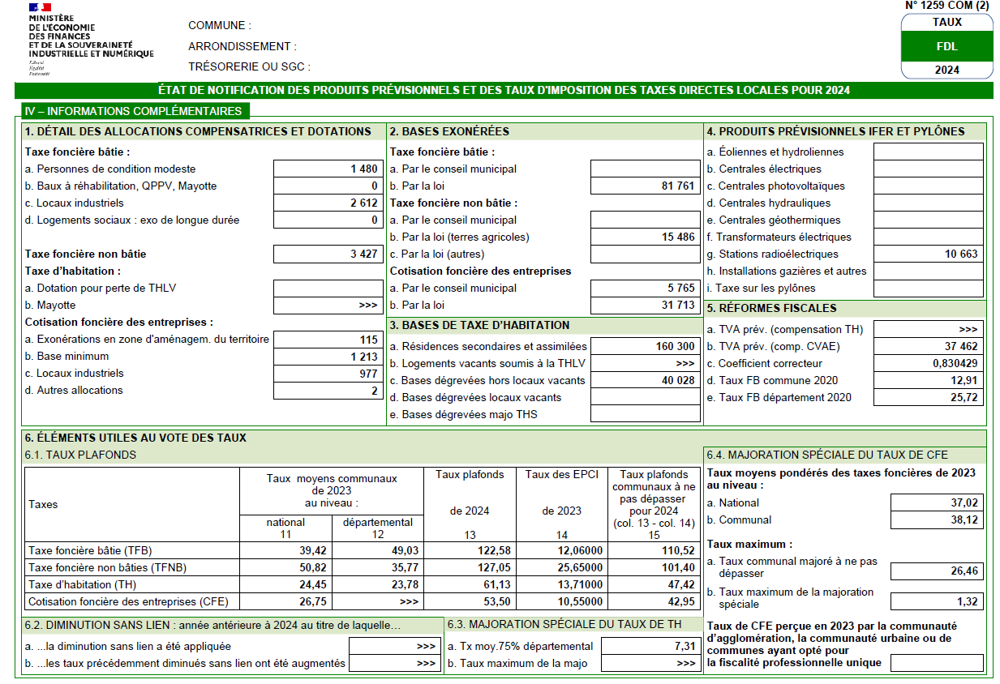 N° 1259 COM (2)
MINISTÈRE
DE L'ÉCONOMIE
DES FINANCES
ET DE LA SOUVERAINETÉ
INDUSTRIELLE ET NUMÉRIQUE
Liberté
Égalité
Fraternité
COMMUNE :
ARRONDISSEMENT :
TRÉSORERIE OU SGC :
TAUX
FDL
2024
ÉTAT DE NOTIFICATION DES PRODUITS PRÉVISIONNELS ET DES TAUX D'IMPOSITION DES TAXES DIRECTES LOCALES POUR 2024
IV – INFORMATIONS COMPLÉMENTAIRES
1. DÉTAIL DES ALLOCATIONS COMPENSATRICES ET DOTATIONS
Taxe foncière bâtie :
a. Personnes de condition modeste 1 480
b. Baux à réhabilitation, QPPV, Mayotte 0
c. Locaux industriels 2 612
d. Logements sociaux : exo de longue durée 0
Taxe foncière non bâtie 3 427
Taxe d'habitation :
a. Dotation pour perte de THLV
b. Mayotte >>>
Cotisation foncière des entreprises :
a. Exonérations en zone d'aménagem. du territoire 115
b. Base minimum 1 213
c. Locaux industriels 977
d. Autres allocations 2
2. BASES EXONÉRÉES
Taxe foncière bâtie :
a. Par le conseil municipal
b. Par la loi 81 761
Taxe foncière non bâtie :
a. Par le conseil municipal
b. Par la loi (terres agricoles) 15 486
c. Par la loi (autres)
Cotisation foncière des entreprises
a. Par le conseil municipal 5 765
b. Par la loi 31 713
3. BASES DE TAXE D'HABITATION
a. Résidences secondaires et assimilées 160 300
b. Logements vacants soumis à la THLV >>>
c. Bases dégrevées hors locaux vacants 40 028
d. Bases dégrevées locaux vacants
e. Bases dégrevées majo THS
4. PRODUITS PRÉVISIONNELS IFER ET PYLÔNES
a. Éoliennes et hydroliennes
b. Centrales électriques
c. Centrales photovoltaïques
d. Centrales hydrauliques
e. Centrales géothermiques
f. Transformateurs électriques
g. Stations radioélectriques 10 663
h. Installations gazières et autres
i. Taxe sur les pylônes
5. RÉFORMES FISCALES
a. TVA prév. (compensation TH) >>>
b. TVA prév. (comp. CVAE) 37 462
c. Coefficient correcteur 0,830429
d. Taux FB commune 2020 12,91
e. Taux FB département 2020 25,72
6. ÉLÉMENTS UTILES AU VOTE DES TAUX
6.1. TAUX PLAFONDS
Taxes
Taux moyens communaux
de 2023
au niveau :
national
11
départemental
12
Taux plafonds
de 2024
13
Taux des EPCI
de 2023
14
Taux plafonds
communaux à ne
pas dépasser
pour 2024
(col. 13 - col. 14)
15
Taxe foncière bâtie (TFB) 39,42 49,03 122,58 12,06000 110,52
Taxe foncière non bâties (TFNB) 50,82 35,77 127,05 25,65000 101,40
Taxe d'habitation (TH) 24,45 23,78 61,13 13,71000 47,42
Cotisation foncière des entreprises (CFE) 26,75 >>> 53,50 10,55000 42,95
6.2. DIMINUTION SANS LIEN : année antérieure à 2024 au titre de laquelle…
a. ...la diminution sans lien a été appliquée >>>
b. ...les taux précédemment diminués sans lien ont été augmentés >>>
6.3. MAJORATION SPÉCIALE DU TAUX DE TH
a. Tx moy.75% départemental 7,31
b. Taux maximum de la majo >>>
6.4. MAJORATION SPÉCIALE DU TAUX DE CFE
Taux moyens pondérés des taxes foncières de 2023
au niveau :
a. National 37,02
b. Communal 38,12
Taux maximum :
a. Taux communal majoré à ne pas
dépasser 26,46
b. Taux maximum de la majoration
spéciale 1,32
Taux de CFE perçue en 2023 par la communauté
d'agglomération, la communauté urbaine ou de
communes ayant opté pour
la fiscalité professionnelle unique